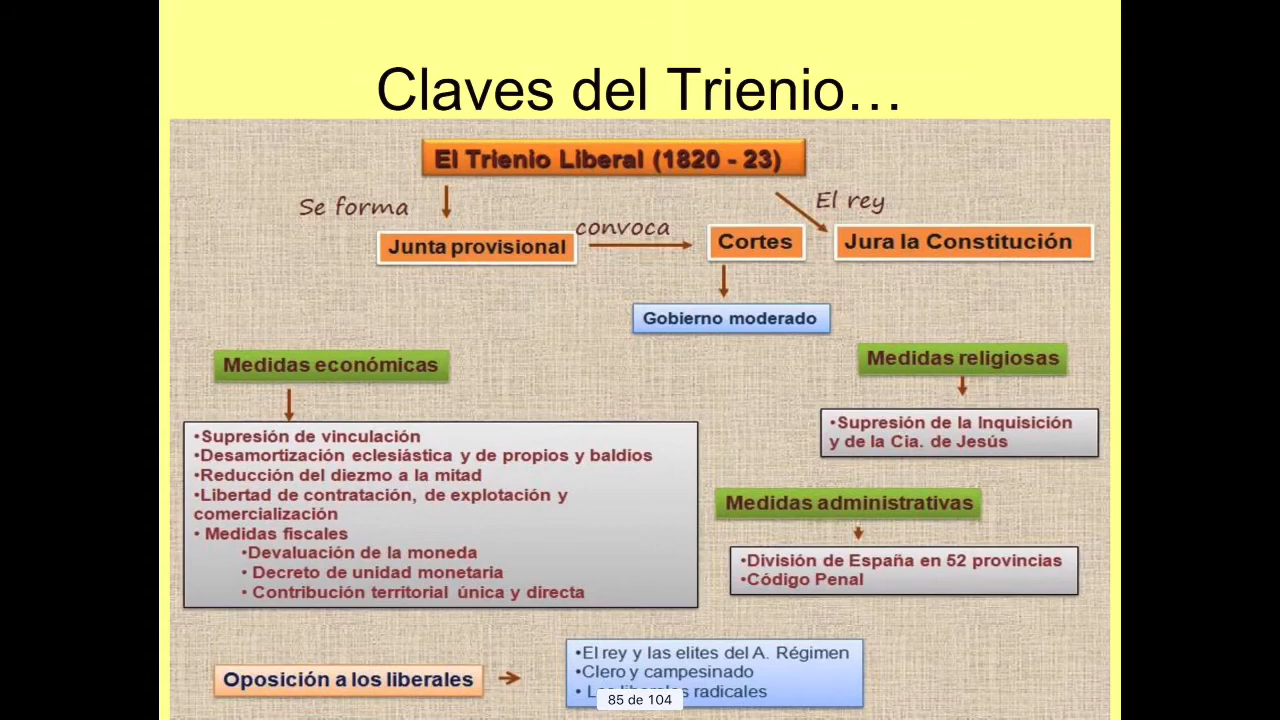 Claves del Trienio…
El Trienio Liberal (1820 - 23)
Se forma
El rey
convoca
Junta provisional
Cortes
Jura la Constitución
Gobierno moderado
Medidas económicas
•Supresión de vinculación
•Desamortización eclesiástica y de propios y baldíos
•Reducción del diezmo a la mitad
•Libertad de contratación, de explotación y
comercialización
• Medidas fiscales
•Devaluación de la moneda
• Decreto de unidad monetaria
• Contribución territorial única y directa
Medidas religiosas
•Supresión de la Inquisición
y de la Cia. de Jesús
Medidas administrativas
•División de España en 52 provincias
•Código Penal
Oposición a los liberales
•El rey y las elites del A. Régimen
•Clero y campesinado
• Los liberales radicales
85 de 104